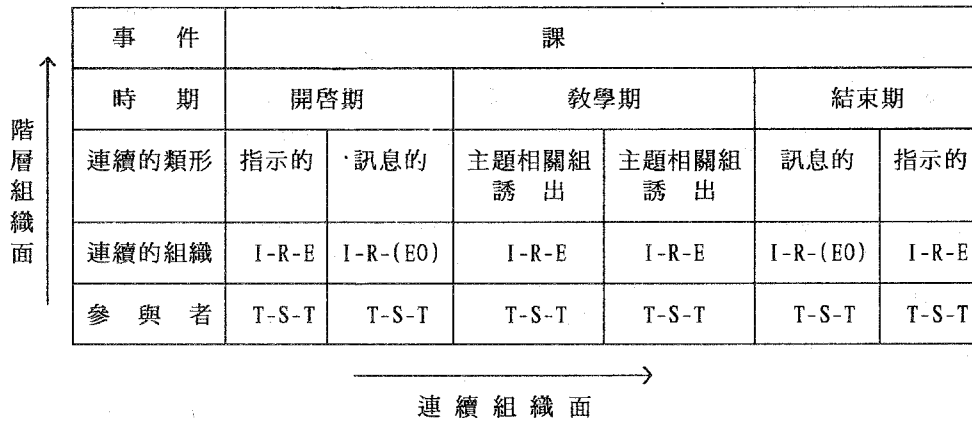 事件 課
時期 開啓期 教學期 結束期
連續的類形 指示的 訊息的 主題相關組 主題相關組 訊息的 指示的
誘出 誘出
連續的組織 I-R-E I-R-(E0) I-R-E I-R-E I-R-(E0) I-R-E
參與者 T-S-T T-S-T T-S-T T-S-T T-S-T T-S-T
階層組織面
連續組織面